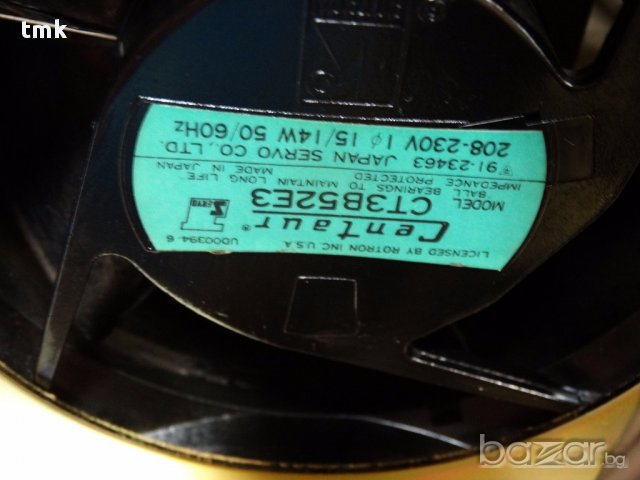 tmk
LICENSED BY ROTRON INC U.S.A.
Centaur®
UD00394-6
MODEL CT3B52E3
BALL BEARINGS TO MAINTAIN LONG LIFE
IMPEDANCE PROTECTED MADE IN JAPAN
91-23463 JAPAN SERVO CO., LTD.
208-230V 1ϕ 15/14W 50/60Hz
bazar.bg